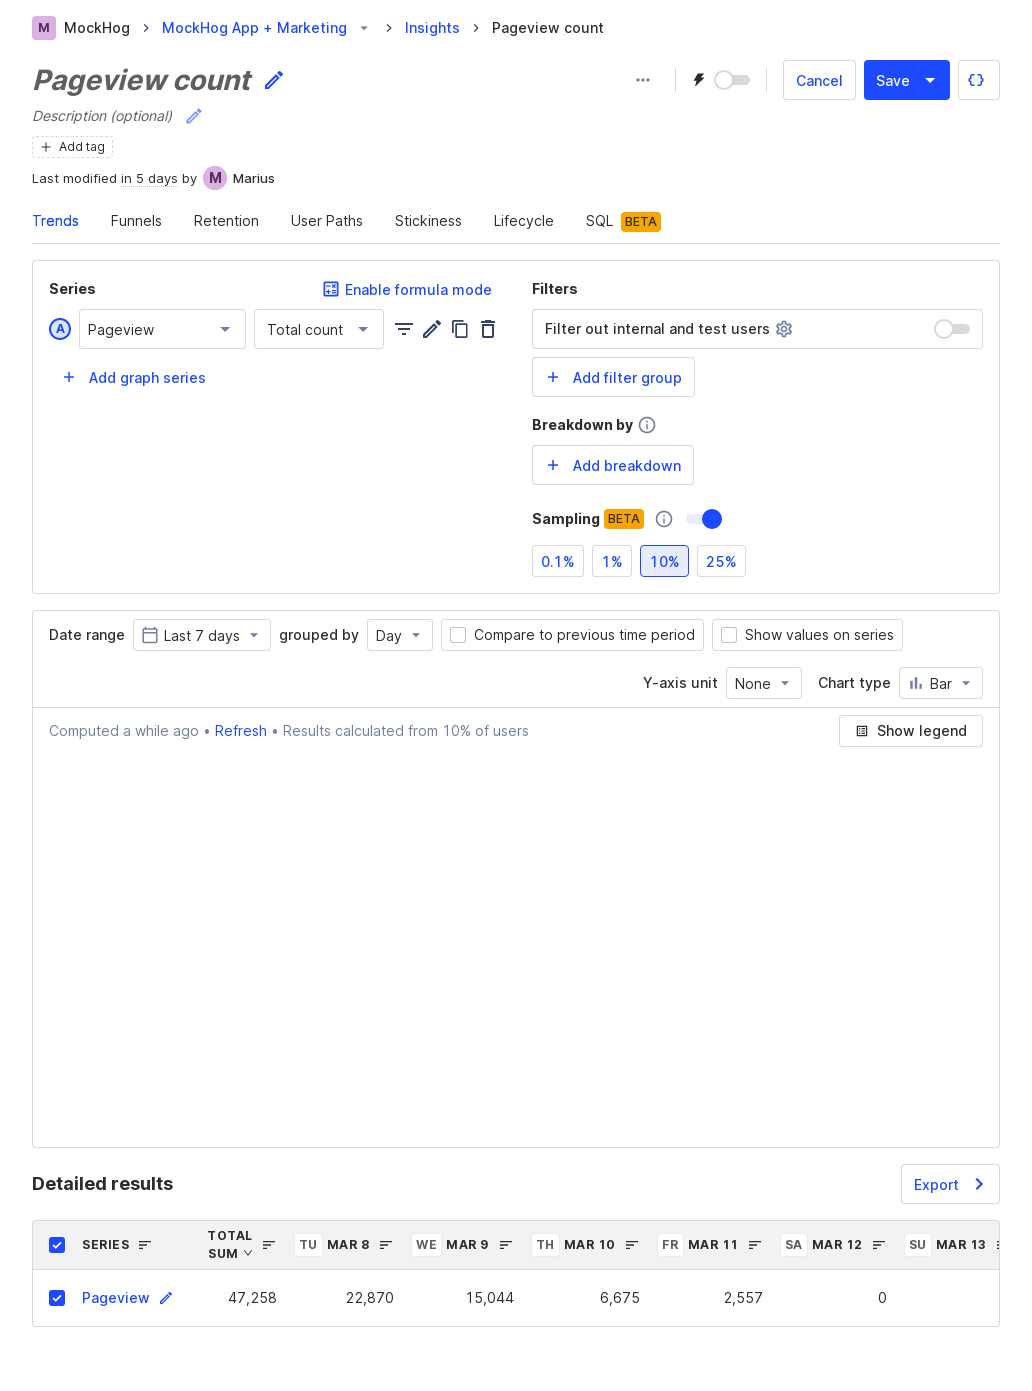 M MockHog > MockHog App + Marketing > Insights > Pageview count
Pageview count
Cancel Save
Description (optional)
+ Add tag
Last modified in 5 days by M Marius
Trends Funnels Retention User Paths Stickiness Lifecycle SQL BETA
Series Enable formula mode
A Pageview Total count
+ Add graph series
Filters
Filter out internal and test users
+ Add filter group
Breakdown by
+ Add breakdown
Sampling BETA
0.1% 1% 10% 25%
Date range Last 7 days grouped by Day Compare to previous time period Show values on series
Y-axis unit None Chart type Bar
Computed a while ago • Refresh • Results calculated from 10% of users Show legend
Detailed results Export
SERIES TOTAL SUM TU MAR 8 WE MAR 9 TH MAR 10 FR MAR 11 SA MAR 12 SU MAR 13
Pageview 47,258 22,870 15,044 6,675 2,557 0